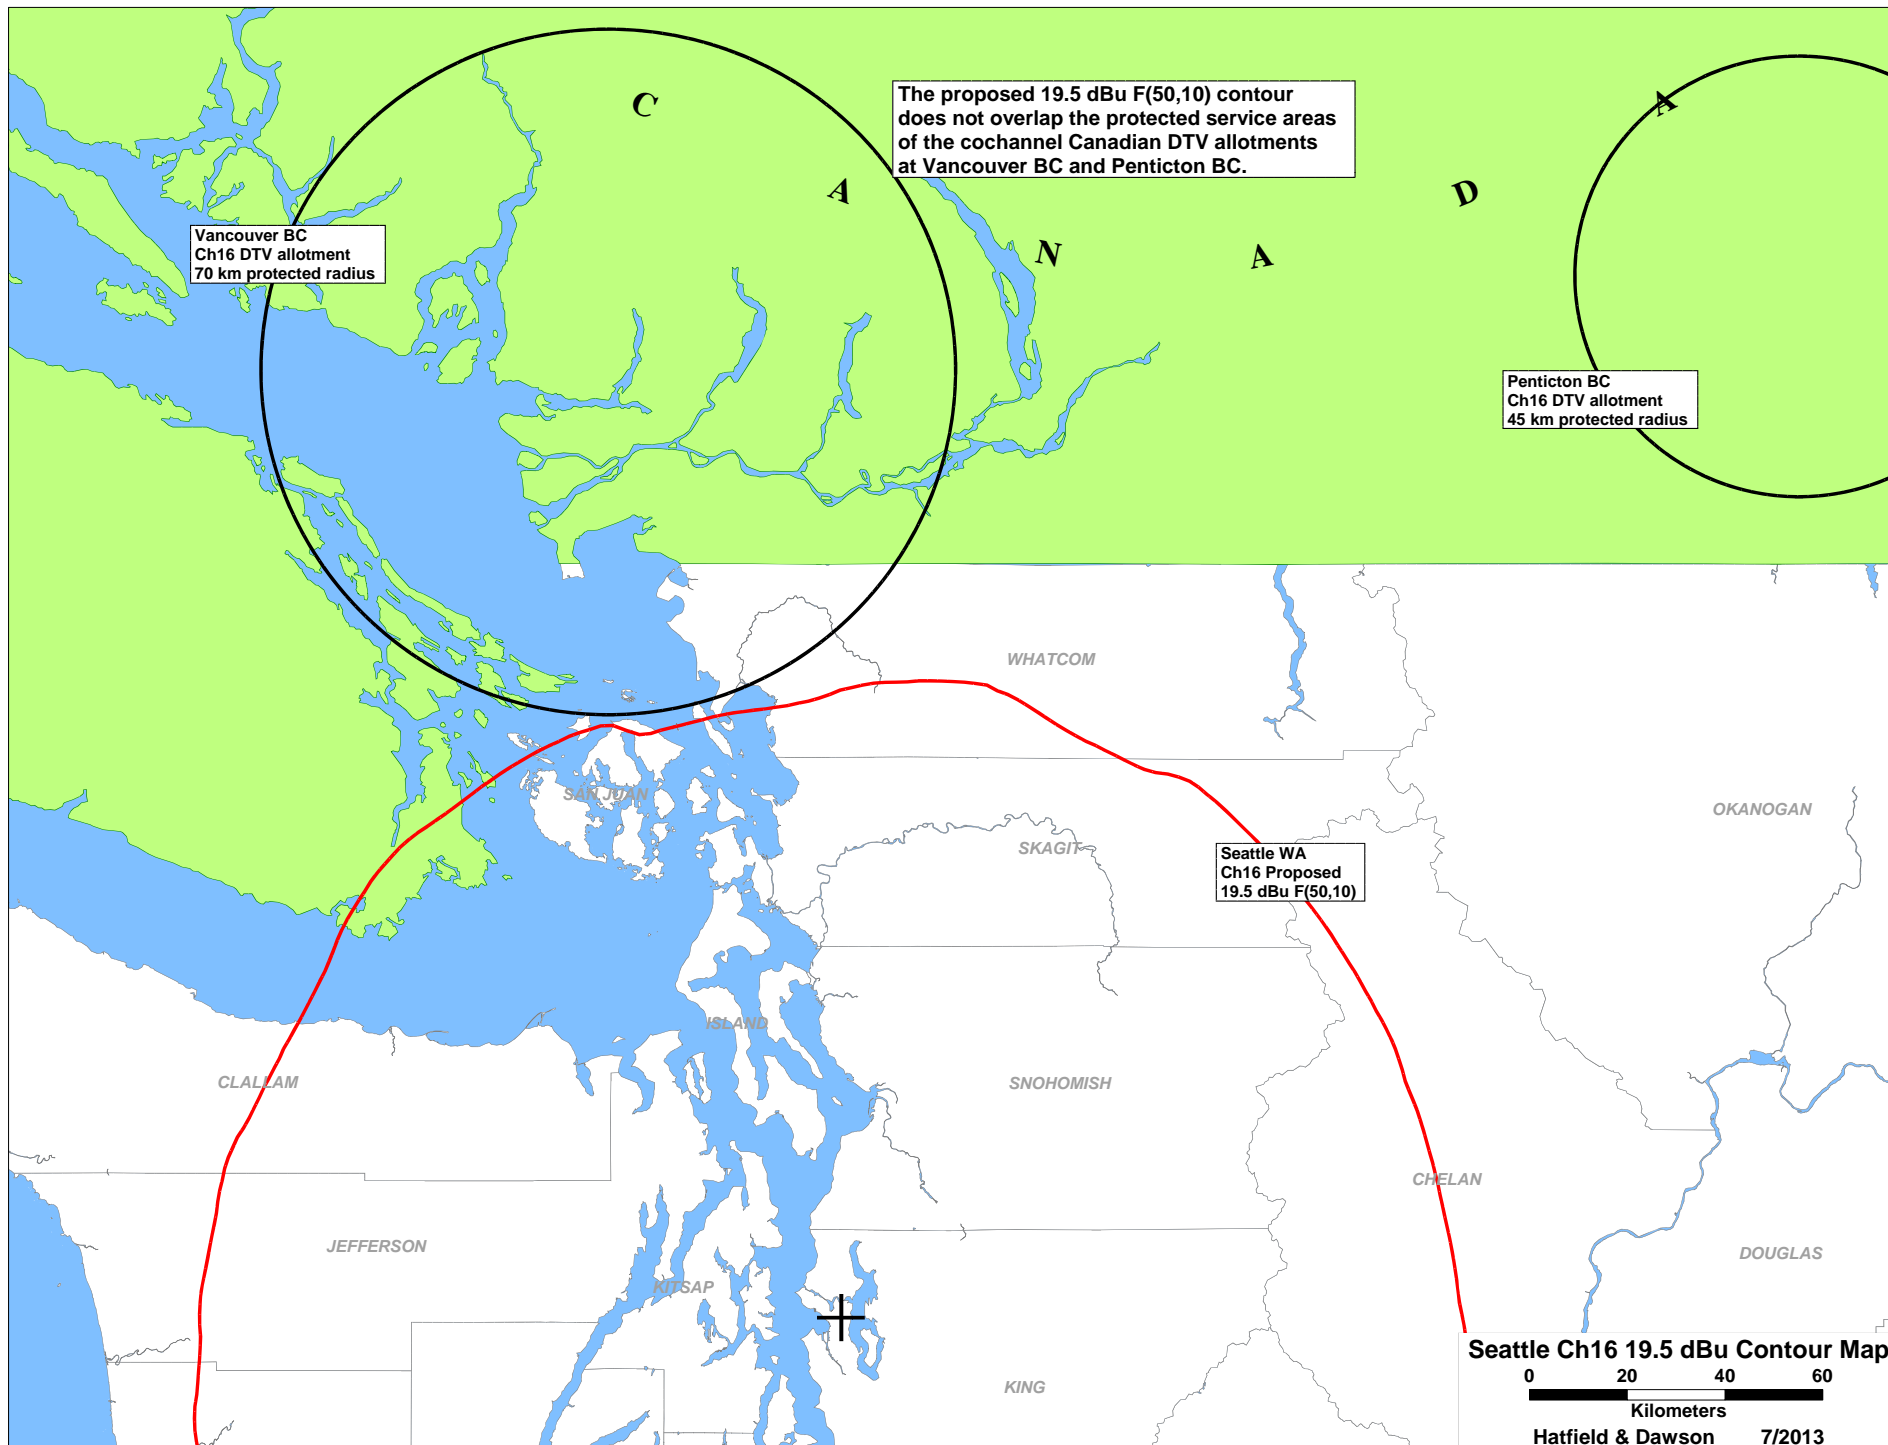 C
A
N
A
D
A
The proposed 19.5 dBu F(50,10) contour
does not overlap the protected service areas
of the cochannel Canadian DTV allotments
at Vancouver BC and Penticton BC.
Vancouver BC
Ch16 DTV allotment
70 km protected radius
Penticton BC
Ch16 DTV allotment
45 km protected radius
WHATCOM
SAN JUAN
OKANOGAN
SKAGIT
Seattle WA
Ch16 Proposed
19.5 dBu F(50,10)
ISLAND
CLALLAM
SNOHOMISH
CHELAN
JEFFERSON
DOUGLAS
KITSAP
KING
Seattle Ch16 19.5 dBu Contour Map
0 20 40 60
Kilometers
Hatfield & Dawson 7/2013